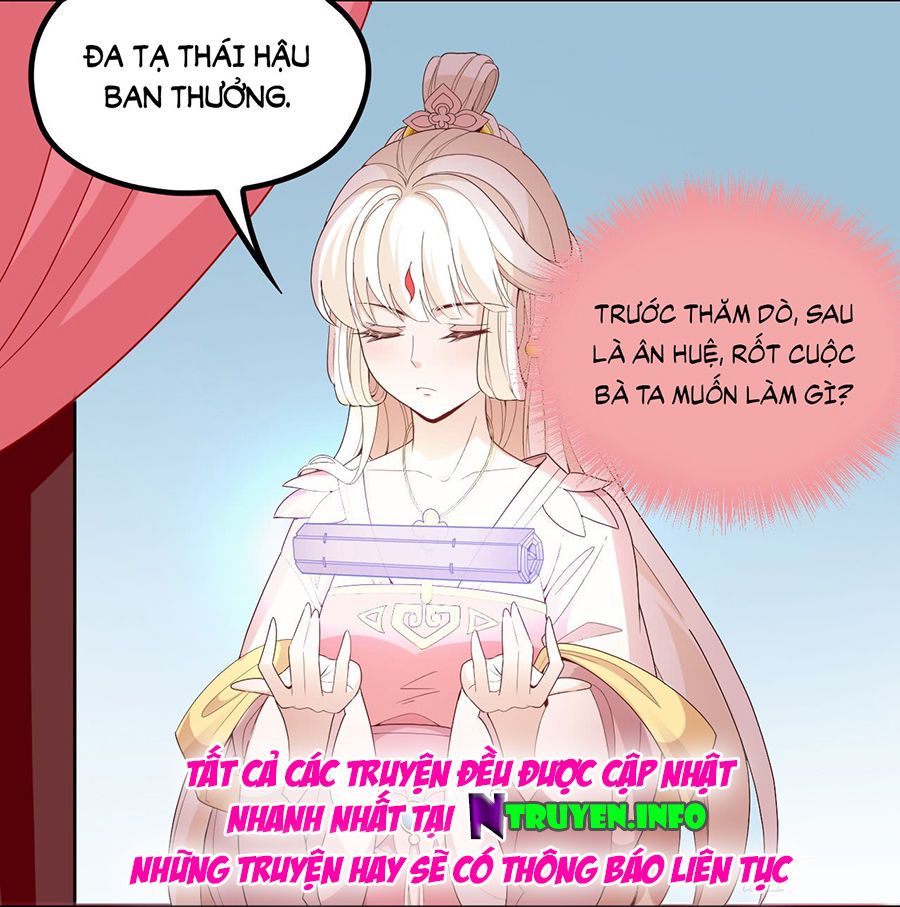 ĐA TẠ THÁI HẬU
BAN THƯỞNG.
TRƯỚC THĂM DÒ, SAU
LÀ ÂN HUỆ, RỐT CUỘC
BÀ TA MUỐN LÀM GÌ?
TẤT CẢ CÁC TRUYỆN ĐỀU ĐƯỢC CẬP NHẬT
NHANH NHẤT TẠI NTRUYEN.INFO
NHỮNG TRUYỆN HAY SẼ CÓ THÔNG BÁO LIÊN TỤC